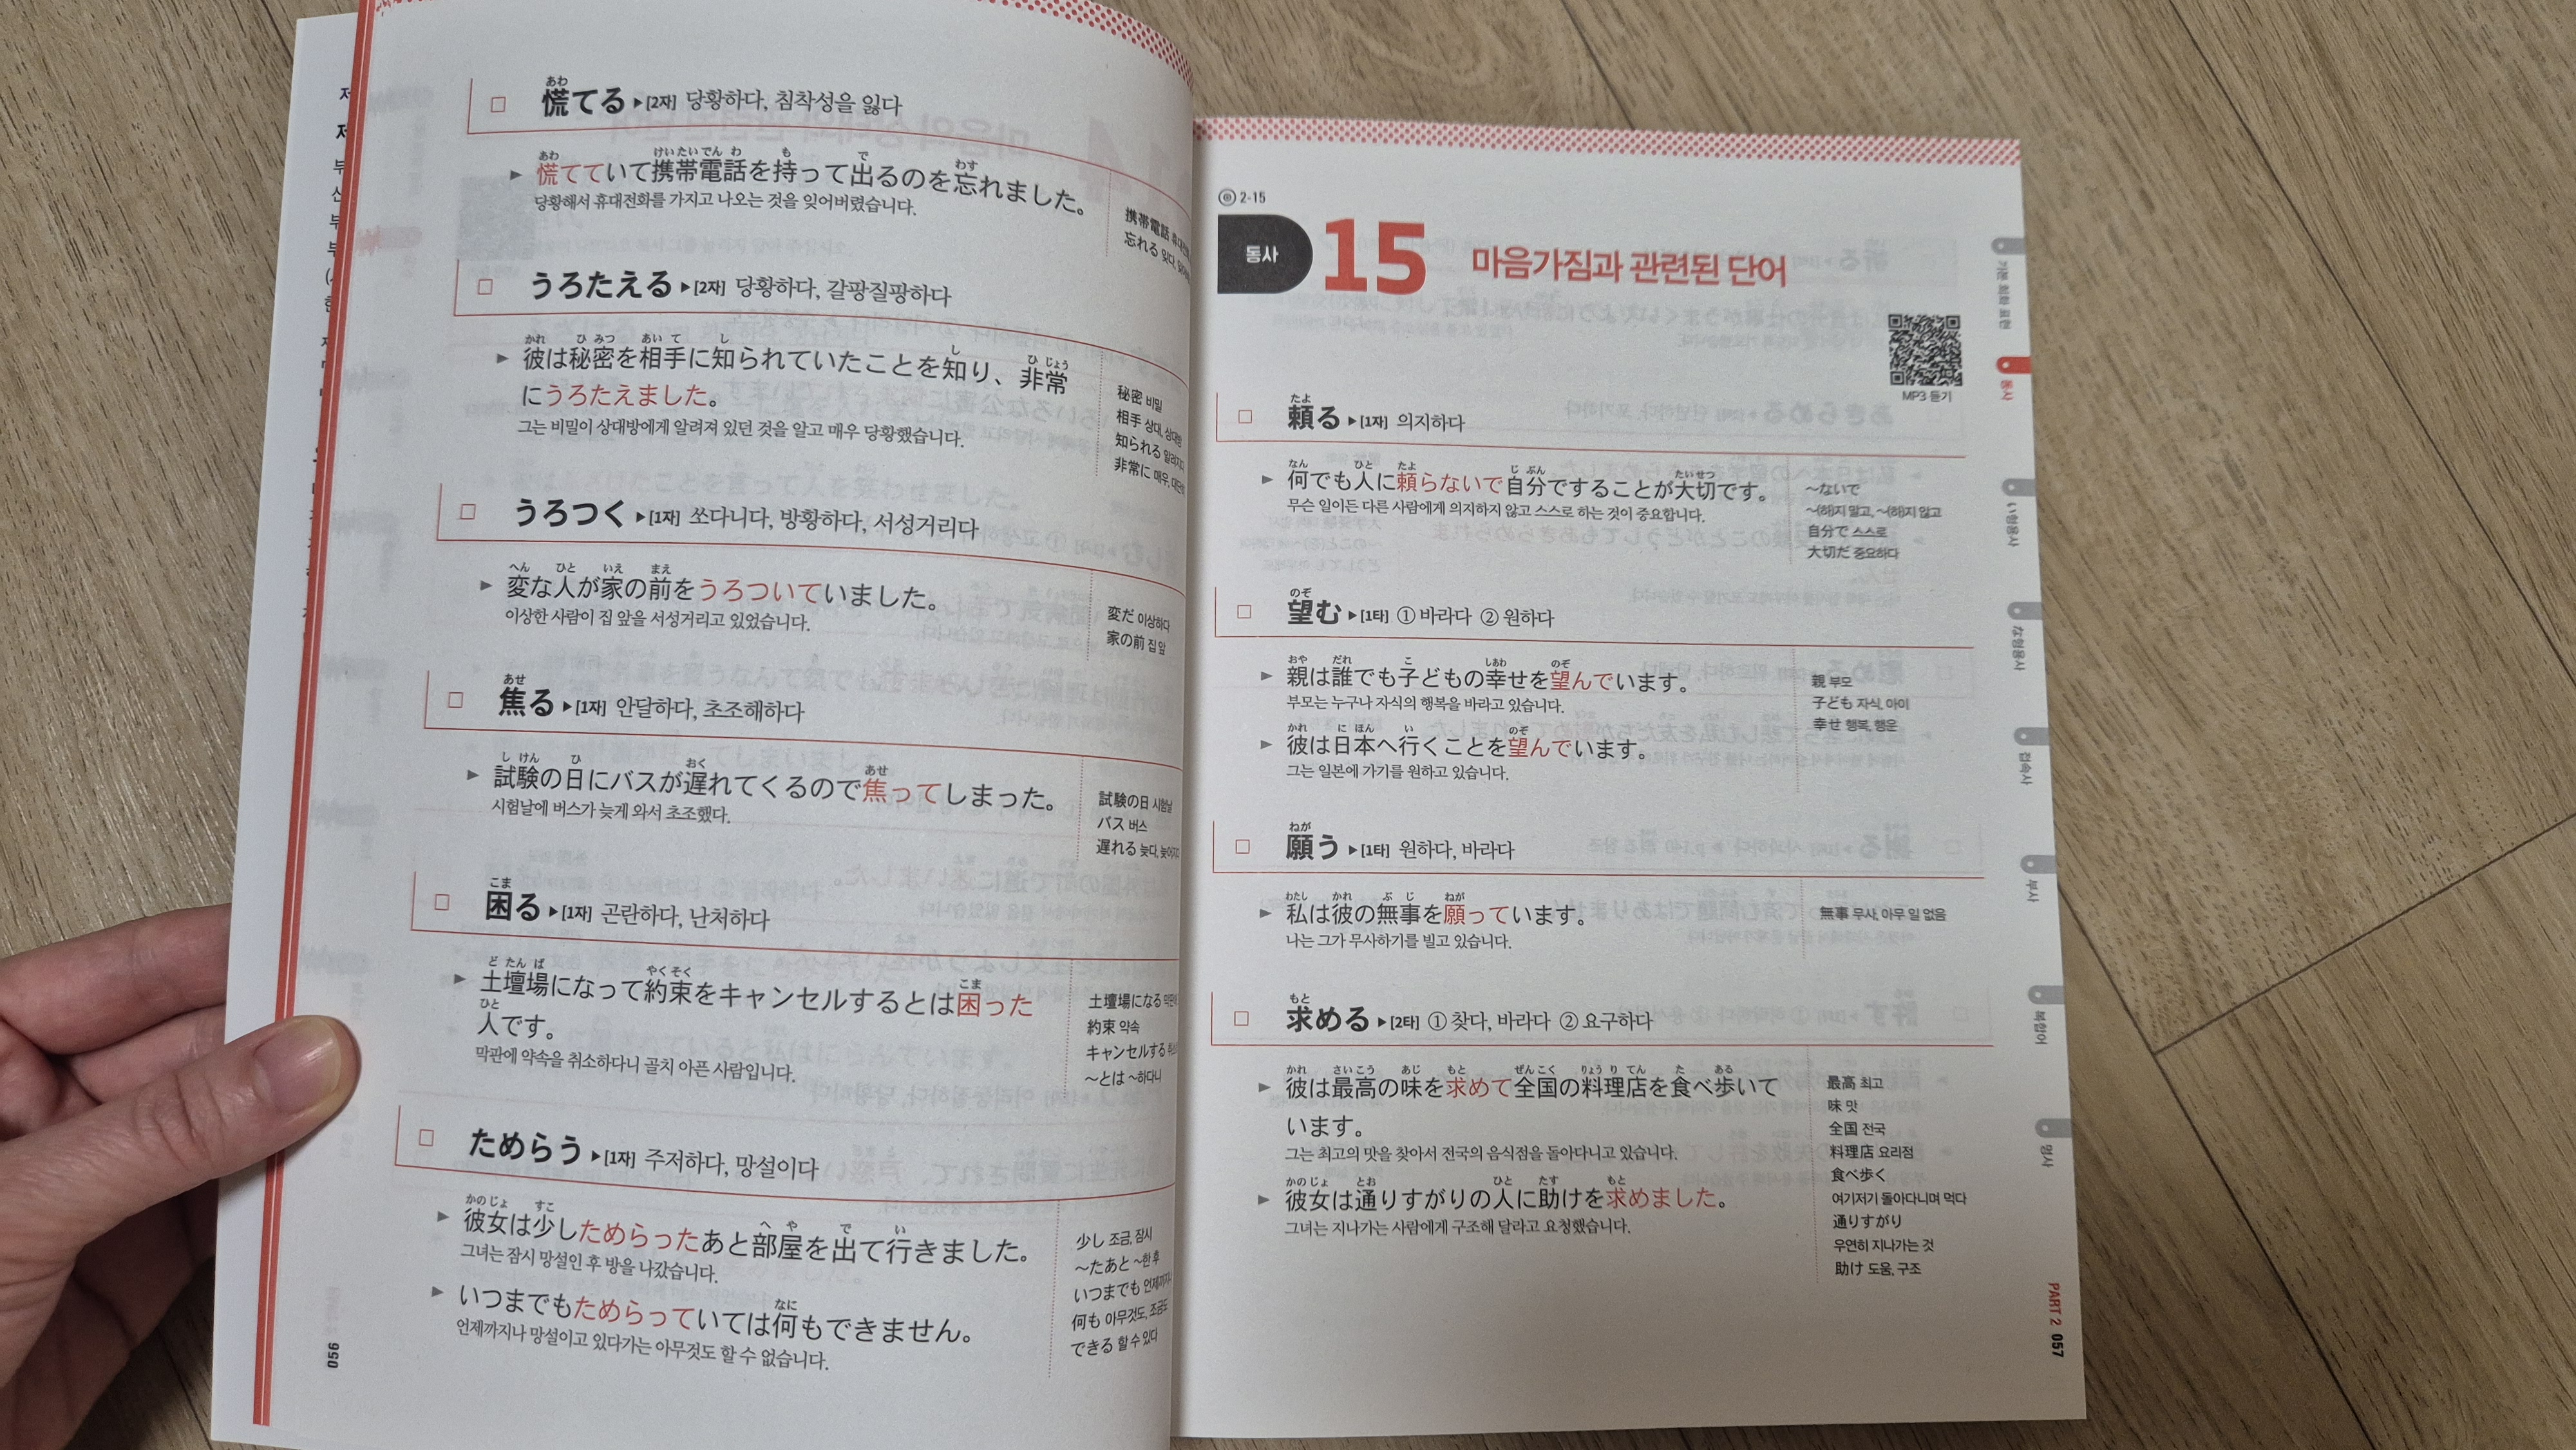 慌てる ▶[2자] 당황하다, 침착성을 잃다
慌てていて携帯電話を持って出るのを忘れました。
당황해서 휴대전화를 가지고 나오는 것을 잊어버렸습니다.
携帯電話
忘れる 잊다,
うろたえる ▶[2자] 당황하다, 갈팡질팡하다
彼は秘密を相手に知られていたことを知り、非常
にうろたえました。
그는 비밀이 상대방에게 알려져 있던 것을 알고 매우 당황했습니다.
秘密 비밀
相手 상대, 상대방
知られる 알려지다
非常に 매우,
うろつく ▶[1자] 쏘다니다, 방황하다, 서성거리다
変な人が家の前をうろついていました。
이상한 사람이 집 앞을 서성거리고 있었습니다.
変だ 이상하다
家の前 집 앞
焦る ▶[1자] 안달하다, 초조해하다
試験の日にバスが遅れてくるので焦ってしまった。
시험날에 버스가 늦게 와서 초조했다.
試験の日 시험날
バス 버스
遅れる 늦다,
困る ▶[1자] 곤란하다, 난처하다
土壇場になって約束をキャンセルするとは困った
人です。
막판에 약속을 취소하다니 골치 아픈 사람입니다.
土壇場になる
約束 약속
キャンセルする
～とは ~하다니
ためらう ▶[1자] 주저하다, 망설이다
彼女は少しためらったあと部屋を出て行きました。
그녀는 잠시 망설인 후 방을 나갔습니다.
いつまでもためらっていては何もできません。
언제까지나 망설이고 있다가는 아무것도 할 수 없습니다.
少し 조금, 잠시
～たあと ~한 후
いつまでも 언제까지나
何も 아무것도, 조금도
できる 할 수 있다
056
2-15
동사
15 마음가짐과 관련된 단어
MP3 듣기
頼る ▶[1자] 의지하다
何でも人に頼らないで自分ですることが大切です。
무슨 일이든 다른 사람에게 의지하지 않고 스스로 하는 것이 중요합니다.
～ないで
~(하)지 말고, ~(하)지 않고
自分で 스스로
大切だ 중요하다
望む ▶[1타] ① 바라다 ② 원하다
親は誰でも子どもの幸せを望んでいます。
부모는 누구나 자식의 행복을 바라고 있습니다.
彼は日本へ行くことを望んでいます。
그는 일본에 가기를 원하고 있습니다.
親 부모
子ども 자식, 아이
幸せ 행복, 행운
願う ▶[1타] 원하다, 바라다
私は彼の無事を願っています。
나는 그가 무사하기를 빌고 있습니다.
無事 무사, 아무 일 없음
求める ▶[2타] ① 찾다, 바라다 ② 요구하다
彼は最高の味を求めて全国の料理店を食べ歩いて
います。
그는 최고의 맛을 찾아서 전국의 음식점을 돌아다니고 있습니다.
彼女は通りすがりの人に助けを求めました。
그녀는 지나가는 사람에게 구조해 달라고 요청했습니다.
最高 최고
味 맛
全国 전국
料理店 요리점
食べ歩く
여기저기 돌아다니며 먹다
通りすがり
우연히 지나가는 것
助け 도움, 구조
기본 회화 표현
동사
い형용사
な형용사
접속사
부사
복합어
명사
PART 2 057